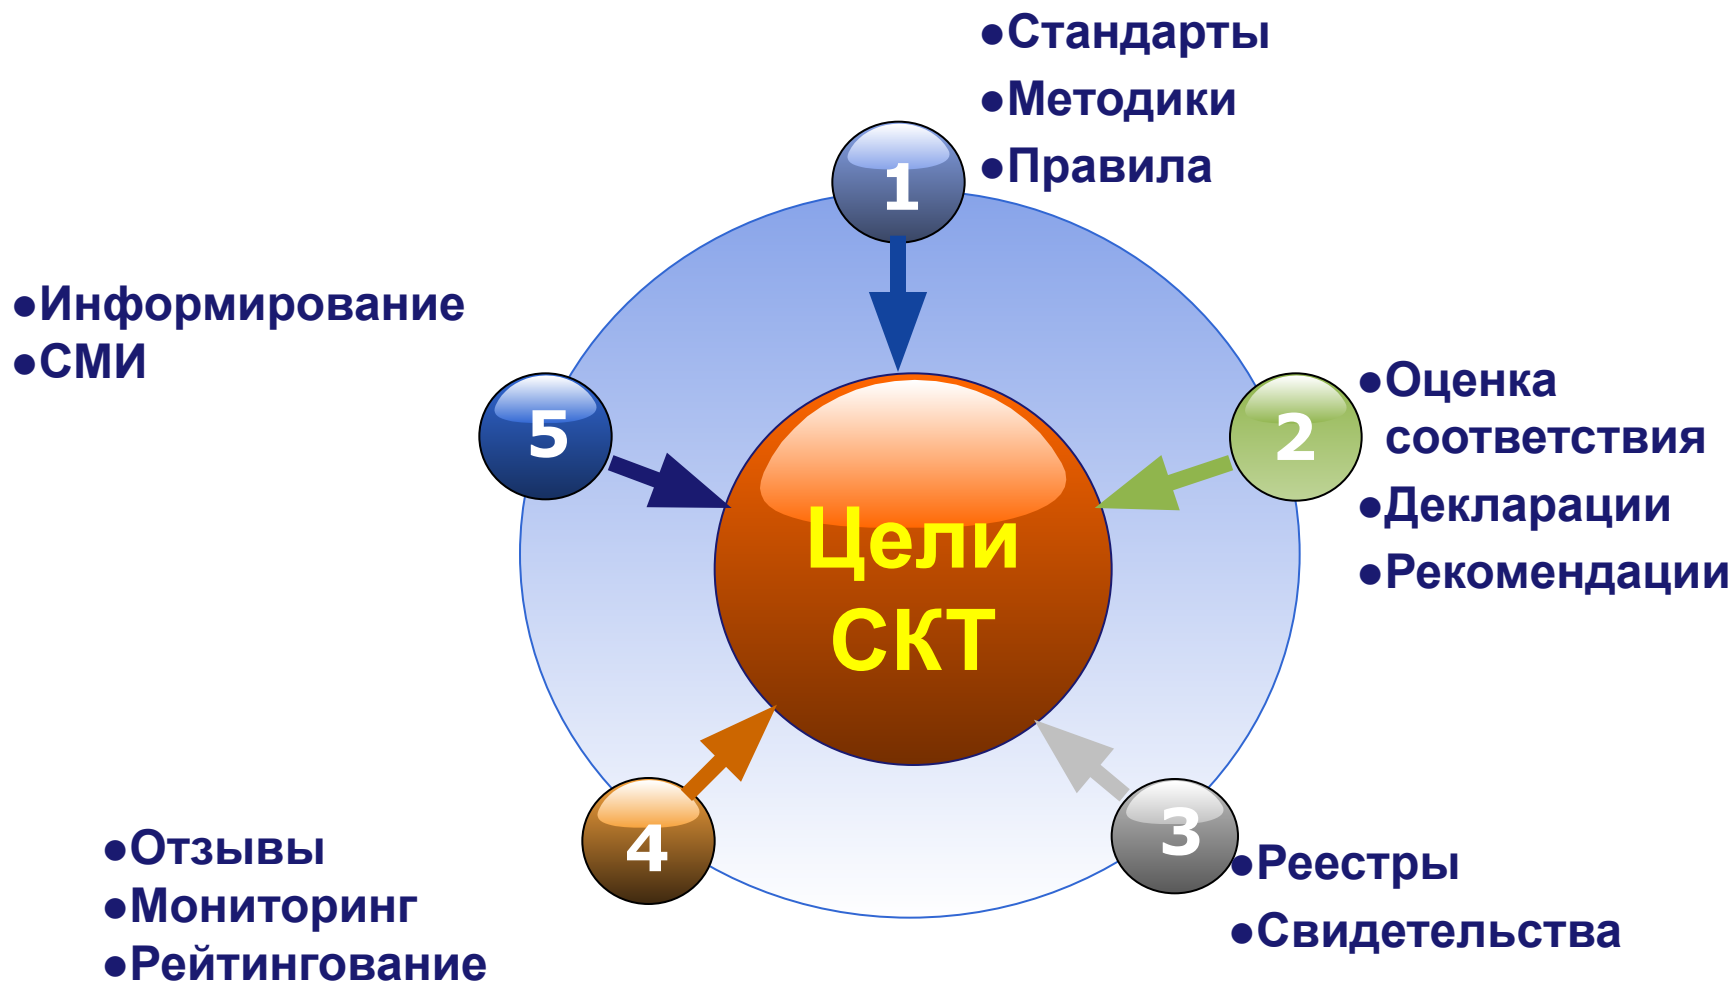 ●Стандарты
●Методики
●Правила
1
●Информирование
●СМИ
5
2
●Оценка
соответствия
●Декларации
●Рекомендации
Цели
СКТ
4
●Отзывы
●Мониторинг
●Рейтингование
3
●Реестры
●Свидетельства